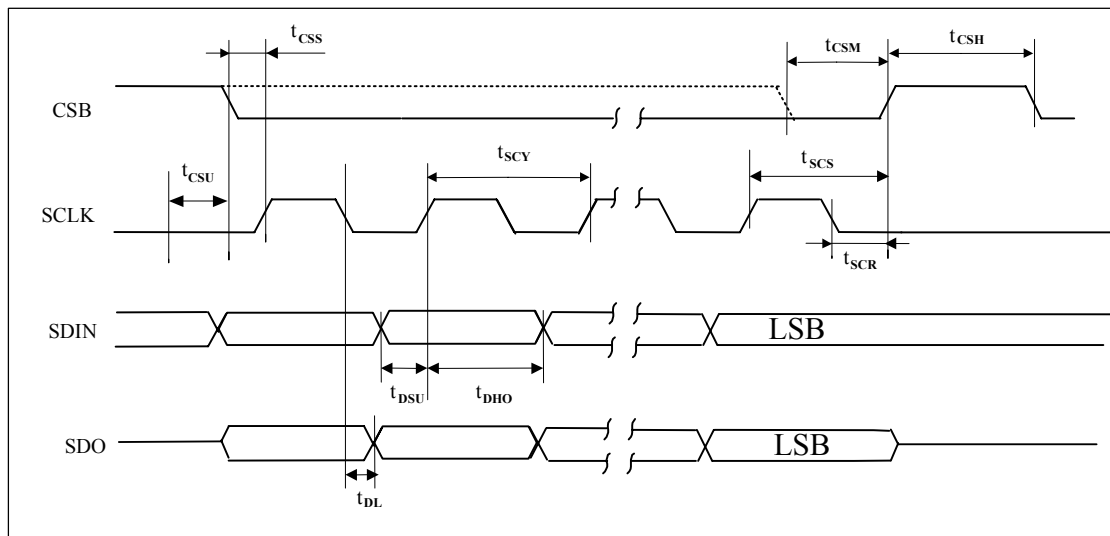 tCSS
tCSM
tCSH
CSB
tCSU
tSCY
tSCS
SCLK
tSCR
SDIN
LSB
tDSU
tDHO
SDO
LSB
tDL